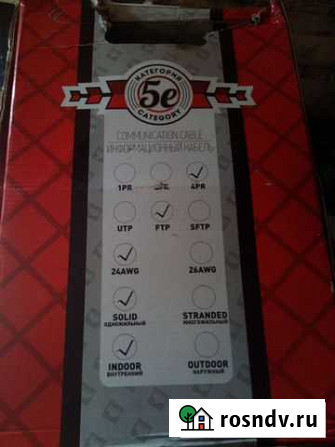 КАТЕГОРИЯ
5e
CATEGORY
COMMUNICATION CABLE
ИНФОРМАЦИОННЫЙ КАБЕЛЬ
1PR 4PR
UTP FTP SFTP
24AWG 26AWG
SOLID STRANDED
ОДНОЖИЛЬНЫЙ МНОГОЖИЛЬНЫЙ
INDOOR OUTDOOR
ВНУТРЕННИЙ НАРУЖНЫЙ
rosndv.ru